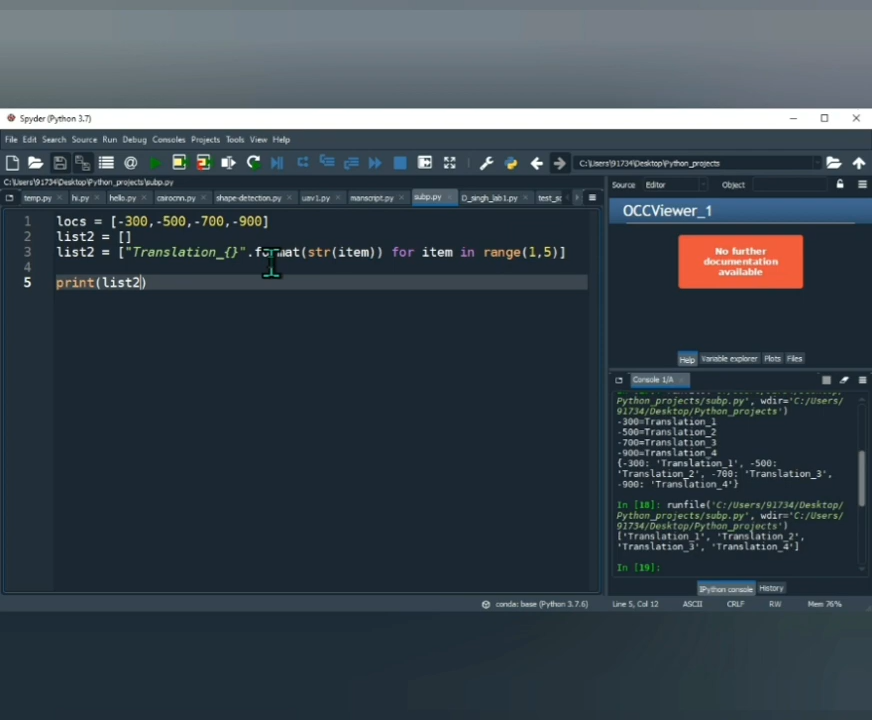 Spyder (Python 3.7)
File Edit Search Source Run Debug Consoles Projects Tools View Help
C:\Users\91734\Desktop\Python_projects
C:\Users\91734\Desktop\Python_projects\subp.py
temp.py hi.py hello.py cairocrn.py shape-detection.py uav1.py manscript.py subp.py D_singh_lab1.py
1 locs = [-300,-500,-700,-900]
2 list2 = []
3 list2 = ["Translation_{}".format(str(item)) for item in range(1,5)]
4
5 print(list2)
Source Editor Object
OCCViewer_1
No further
documentation
available
Help Variable explorer Plots Files
Console 1/A
Python_projects/subp.py', wdir='C:/Users/
91734/Desktop/Python_projects')
-300=Translation_1
-500=Translation_2
-700=Translation_3
-900=Translation_4
{-300: 'Translation_1', -500:
'Translation_2', -700: 'Translation_3',
-900: 'Translation_4'}
In [18]: runfile('C:/Users/91734/Desktop/
Python_projects/subp.py', wdir='C:/Users/
91734/Desktop/Python_projects')
['Translation_1', 'Translation_2',
'Translation_3', 'Translation_4']
In [19]:
IPython console History
conda: base (Python 3.7.6) Line 5, Col 12 ASCII CRLF RW Mem 76%